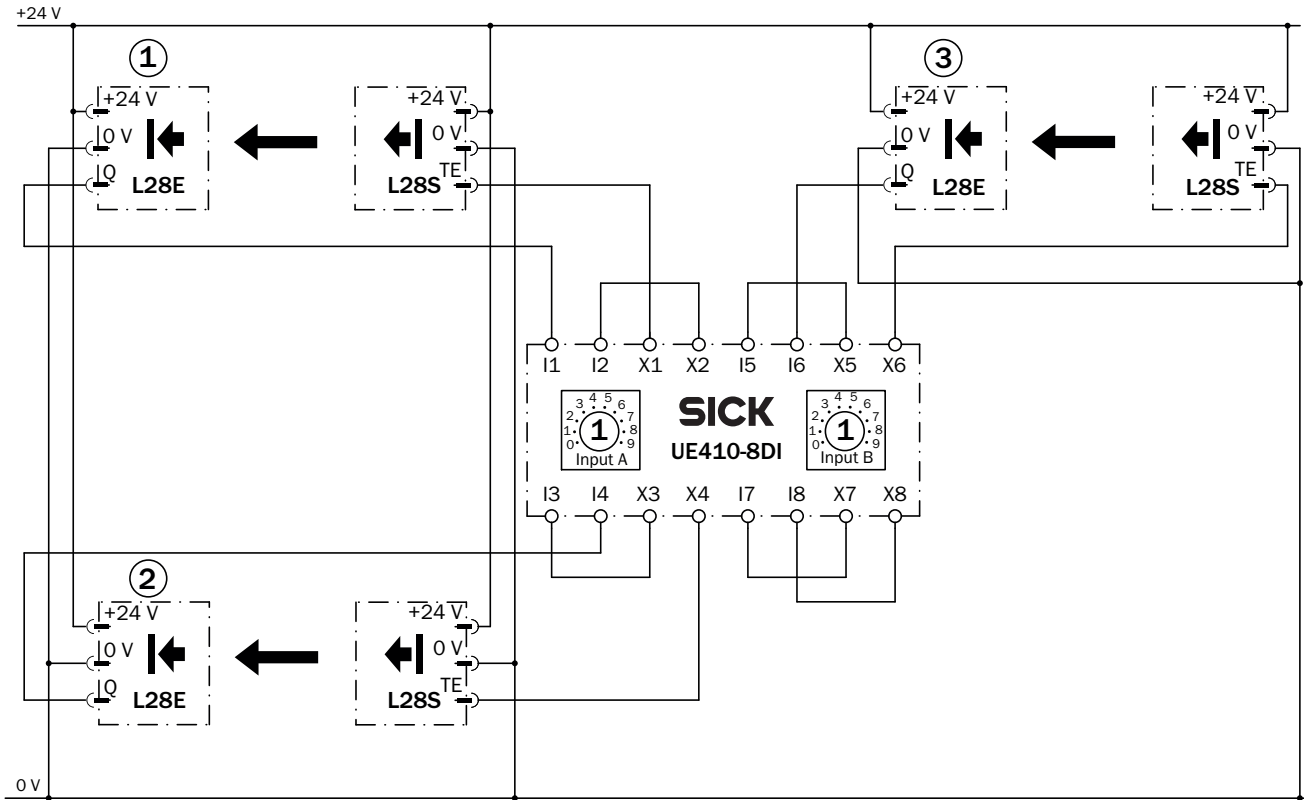 +24 V
1
3
+24 V
0 V
Q
L28E
+24 V
0 V
TE
L28S
+24 V
0 V
Q
L28E
+24 V
0 V
TE
L28S
I1 I2 X1 X2 I5 I6 X5 X6
0 1 2 3 4 5 6 7 8 9
1
Input A
SICK
UE410-8DI
0 1 2 3 4 5 6 7 8 9
1
Input B
I3 I4 X3 X4 I7 I8 X7 X8
2
+24 V
0 V
Q
L28E
+24 V
0 V
TE
L28S
0 V